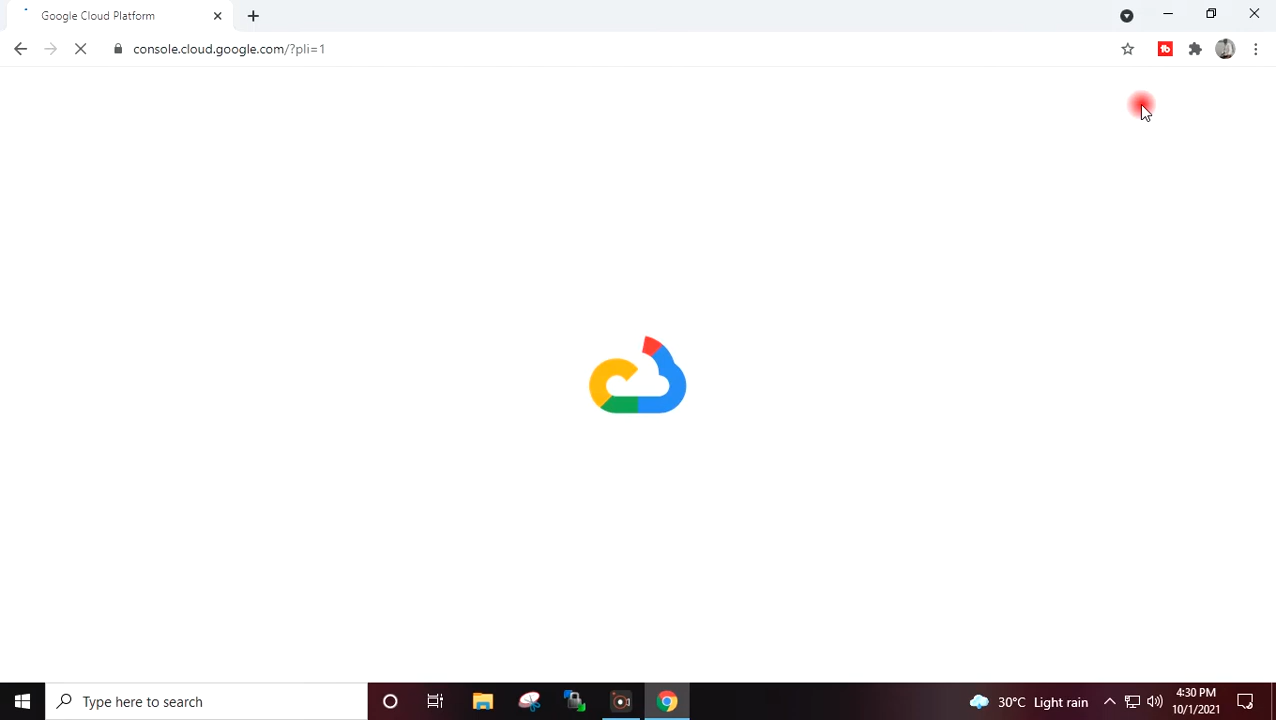 Google Cloud Platform
console.cloud.google.com/?pli=1
Type here to search
30°C Light rain
4:30 PM
10/1/2021